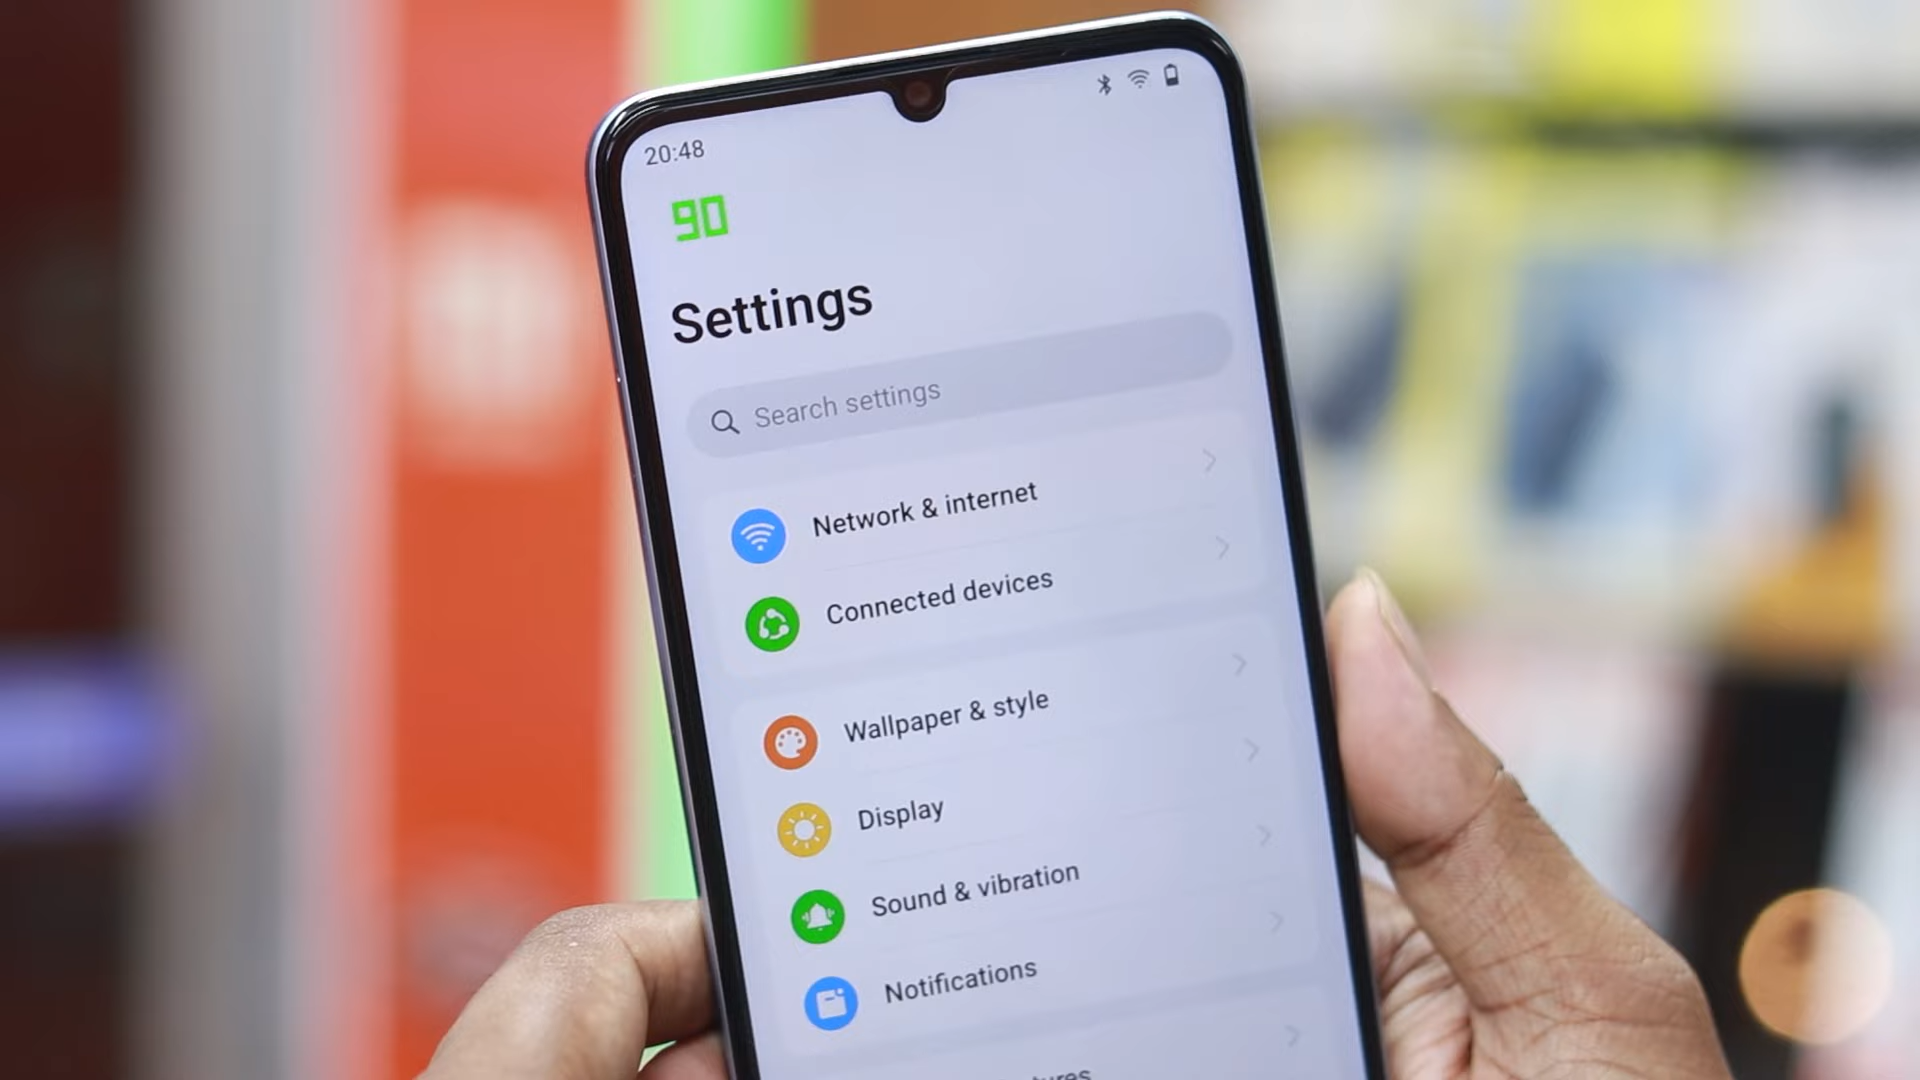 20:48
90
Settings
Search settings
Network & internet
Connected devices
Wallpaper & style
Display
Sound & vibration
Notifications